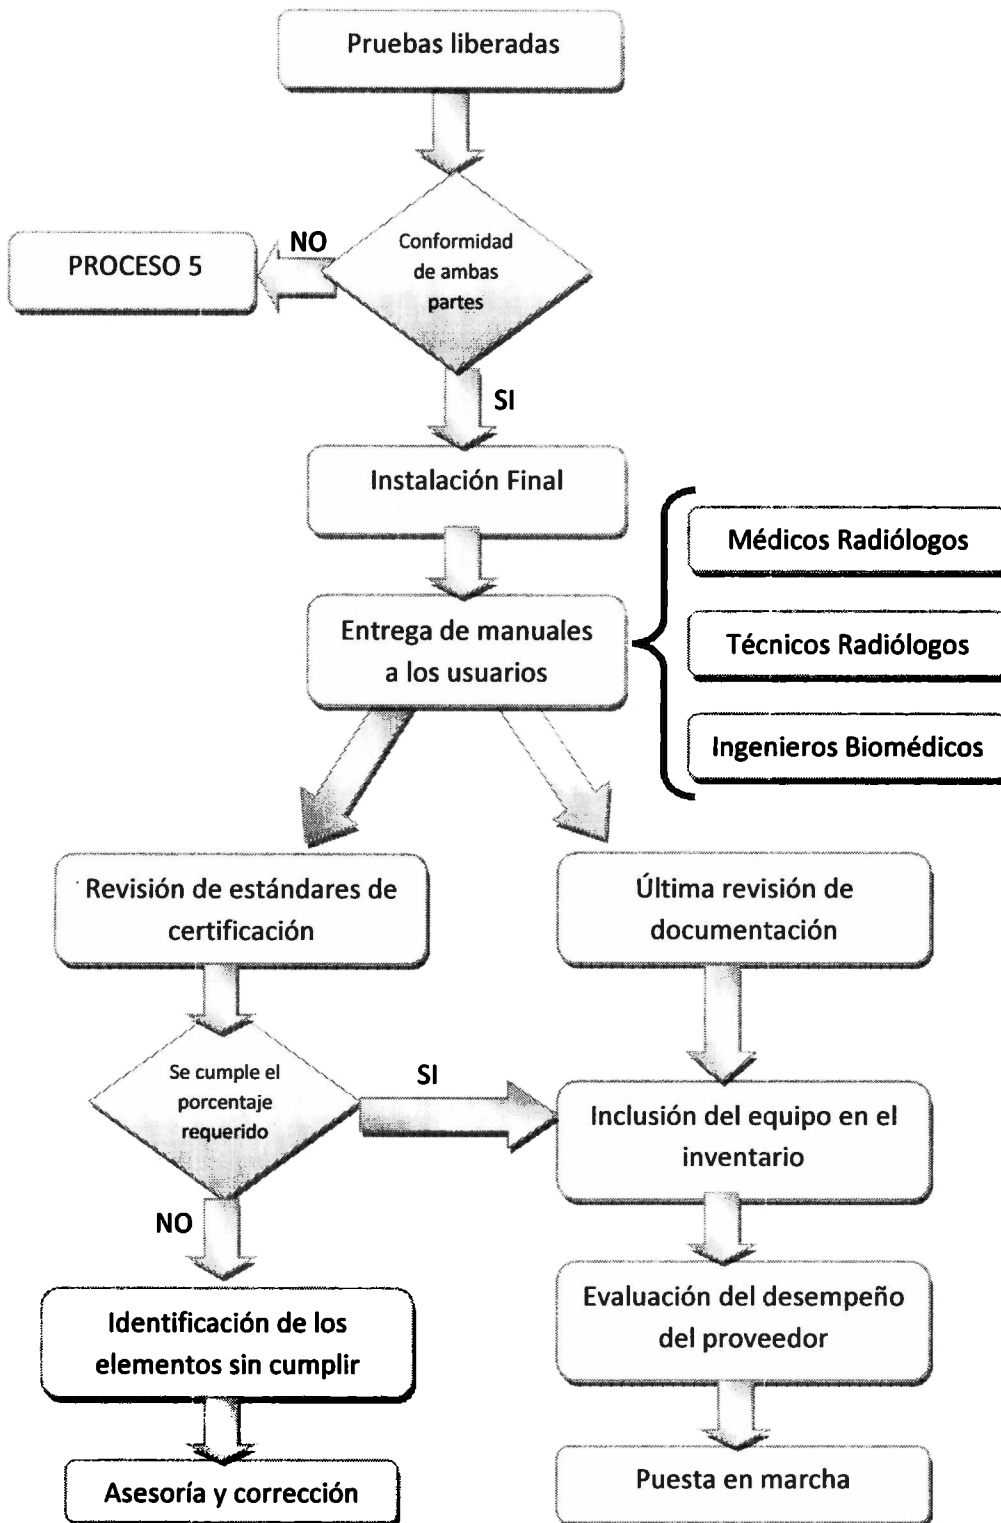 Pruebas liberadas
NO
PROCESO 5
Conformidad
de ambas
partes
SI
Instalación Final
Entrega de manuales
a los usuarios
Médicos Radiólogos
Técnicos Radiólogos
Ingenieros Biomédicos
Revisión de estándares de
certificación
Última revisión de
documentación
Se cumple el
porcentaje
requerido
SI
Inclusión del equipo en el
inventario
NO
Identificación de los
elementos sin cumplir
Evaluación del desempeño
del proveedor
Asesoría y corrección
Puesta en marcha